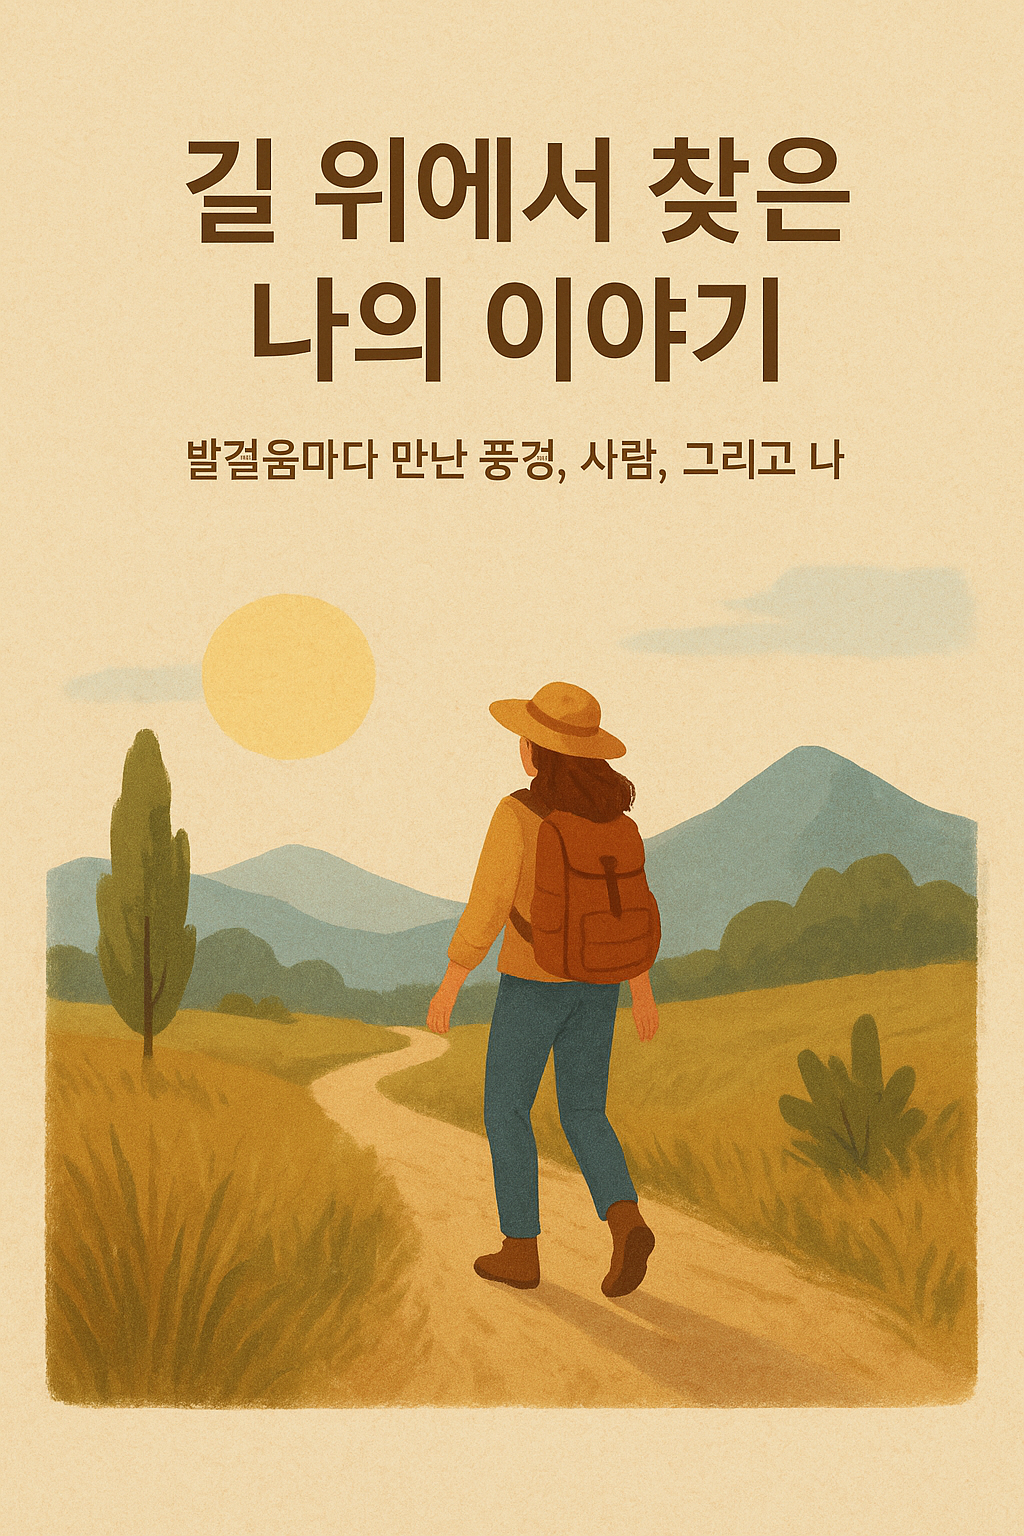 길 위에서 찾은
나의 이야기
발걸움마다 만난 풍경, 사람, 그리고 나